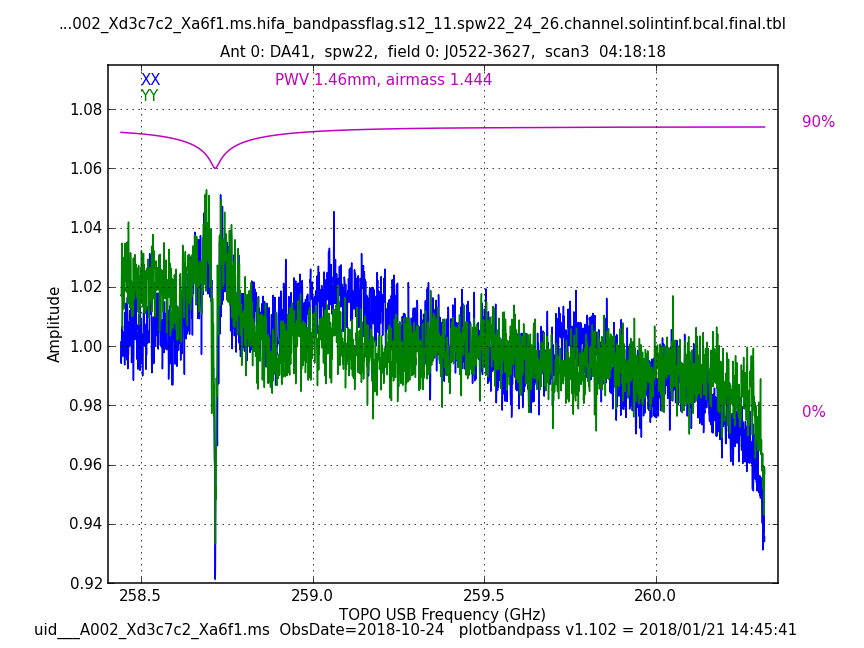 ...002_Xd3c7c2_Xa6f1.ms.hifa_bandpassflag.s12_11.spw22_24_26.channel.solintinf.bcal.final.tbl
Ant 0: DA41, spw22, field 0: J0522-3627, scan3 04:18:18
XX
PWV 1.46mm, airmass 1.444
YY
1.08
90%
1.06
1.04
1.02
1.00
Amplitude
0.98
0%
0.96
0.94
0.92
258.5 259.0 259.5 260.0
TOPO USB Frequency (GHz)
uid___A002_Xd3c7c2_Xa6f1.ms ObsDate=2018-10-24 plotbandpass v1.102 = 2018/01/21 14:45:41